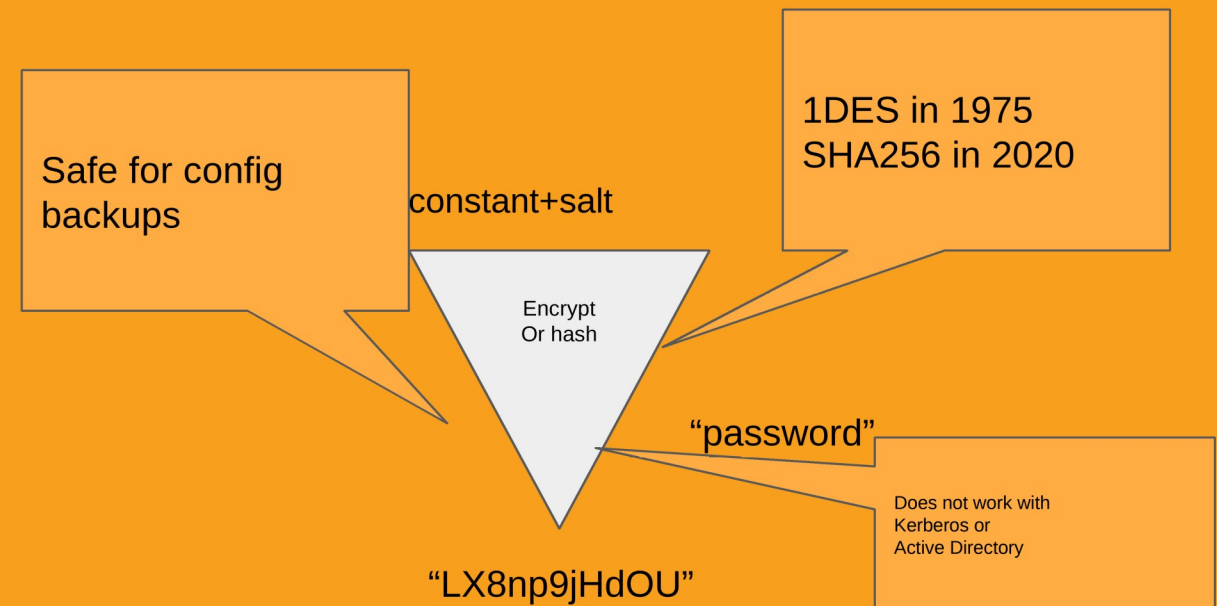 1DES in 1975
SHA256 in 2020
Safe for config
backups
constant+salt
Encrypt
Or hash
“password”
Does not work with
Kerberos or
Active Directory
“LX8np9jHdOU”